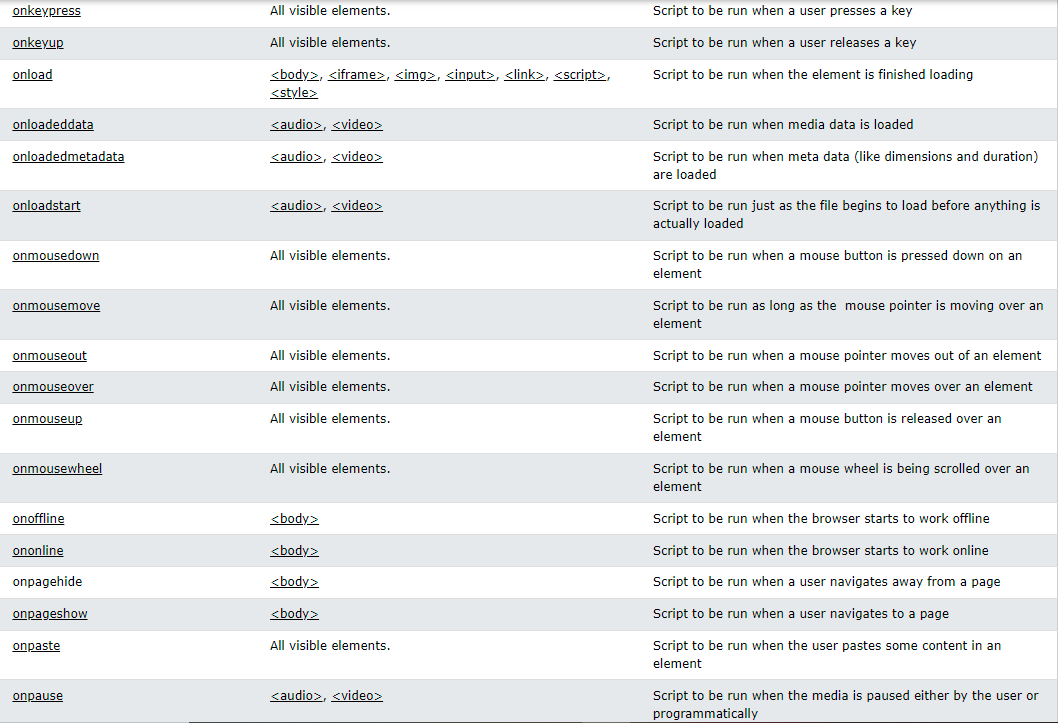 onkeypress All visible elements. Script to be run when a user presses a key
onkeyup All visible elements. Script to be run when a user releases a key
onload <body>, <iframe>, <img>, <input>, <link>, <script>, Script to be run when the element is finished loading
<style>
onloadeddata <audio>, <video> Script to be run when media data is loaded
onloadedmetadata <audio>, <video> Script to be run when meta data (like dimensions and duration)
are loaded
onloadstart <audio>, <video> Script to be run just as the file begins to load before anything is
actually loaded
onmousedown All visible elements. Script to be run when a mouse button is pressed down on an
element
onmousemove All visible elements. Script to be run as long as the  mouse pointer is moving over an
element
onmouseout All visible elements. Script to be run when a mouse pointer moves out of an element
onmouseover All visible elements. Script to be run when a mouse pointer moves over an element
onmouseup All visible elements. Script to be run when a mouse button is released over an
element
onmousewheel All visible elements. Script to be run when a mouse wheel is being scrolled over an
element
onoffline <body> Script to be run when the browser starts to work offline
ononline <body> Script to be run when the browser starts to work online
onpagehide <body> Script to be run when a user navigates away from a page
onpageshow <body> Script to be run when a user navigates to a page
onpaste All visible elements. Script to be run when the user pastes some content in an
element
onpause <audio>, <video> Script to be run when the media is paused either by the user or
programmatically